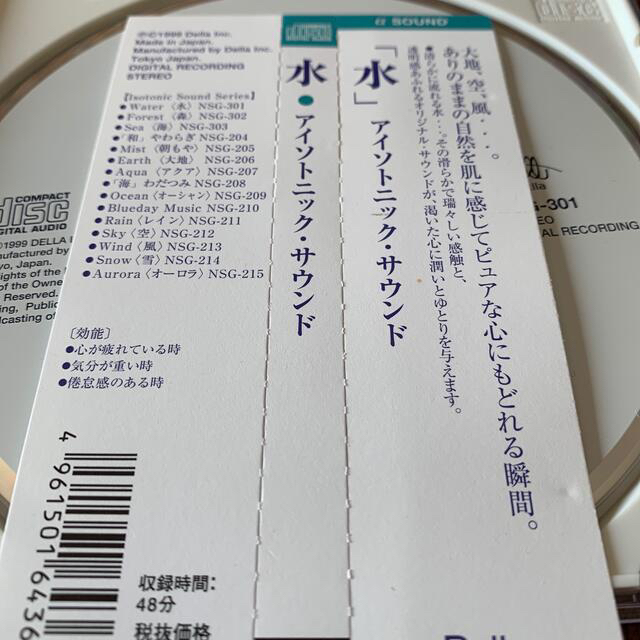 ℗©1999 Della Inc.
Made in Japan.
Manufactured by Della Inc.
Tokyo Japan.
DIGITAL RECORDING
STEREO
[Isotonic Sound Series]
●Water〈水〉NSG-301
●Forest〈森〉NSG-302
●Sea〈海〉NSG-303
●「和」やわらぎ NSG-204
●Mist〈朝もや〉NSG-205
●Earth〈大地〉NSG-206
●Aqua〈アクア〉NSG-207
●「海」わだつみ NSG-208
●Ocean〈オーシャン〉NSG-209
●Blueday Music NSG-210
●Rain〈レイン〉NSG-211
●Sky〈空〉NSG-212
●Wind〈風〉NSG-213
●Snow〈雪〉NSG-214
●Aurora〈オーロラ〉NSG-215
〔効能〕
●心が疲れている時
●気分が重い時
●倦怠感のある時
4 961501 6436
収録時間:
48分
税抜価格
水●アイソトニック・サウンド
α SOUND
大地、空、風・・・。
ありのままの自然を肌に感じてピュアな心にもどれる瞬間。
●清らかに流れる水・・・その滑らかで瑞々しい感触と、
透明感あふれるオリジナル・サウンドが、渇いた心に潤いとゆとりを与えます。
「水」アイソトニック・サウンド
Della
COMPACT
disc
DIGITAL AUDIO
©1999 DELLA
disc
Della
-301
EO
AL RECORDING